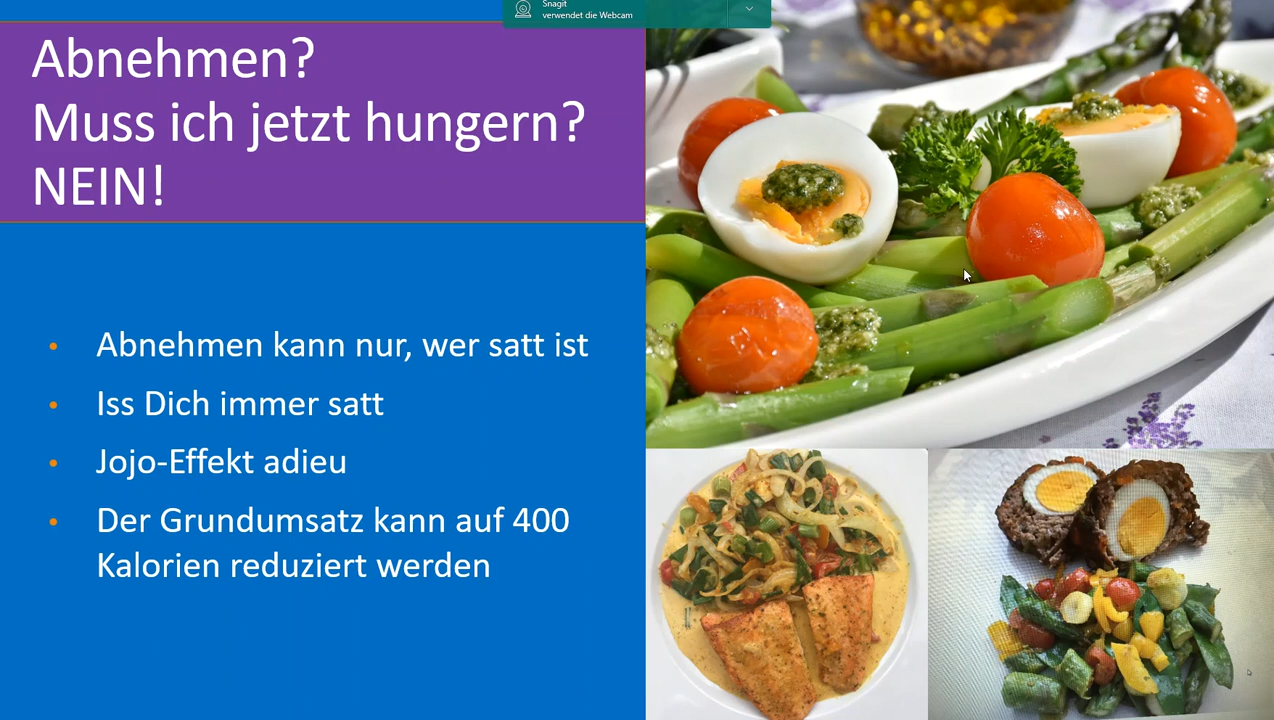 Snagit
verwendet die Webcam
Abnehmen?
Muss ich jetzt hungern?
NEIN!
Abnehmen kann nur, wer satt ist
Iss Dich immer satt
Jojo-Effekt adieu
Der Grundumsatz kann auf 400
Kalorien reduziert werden